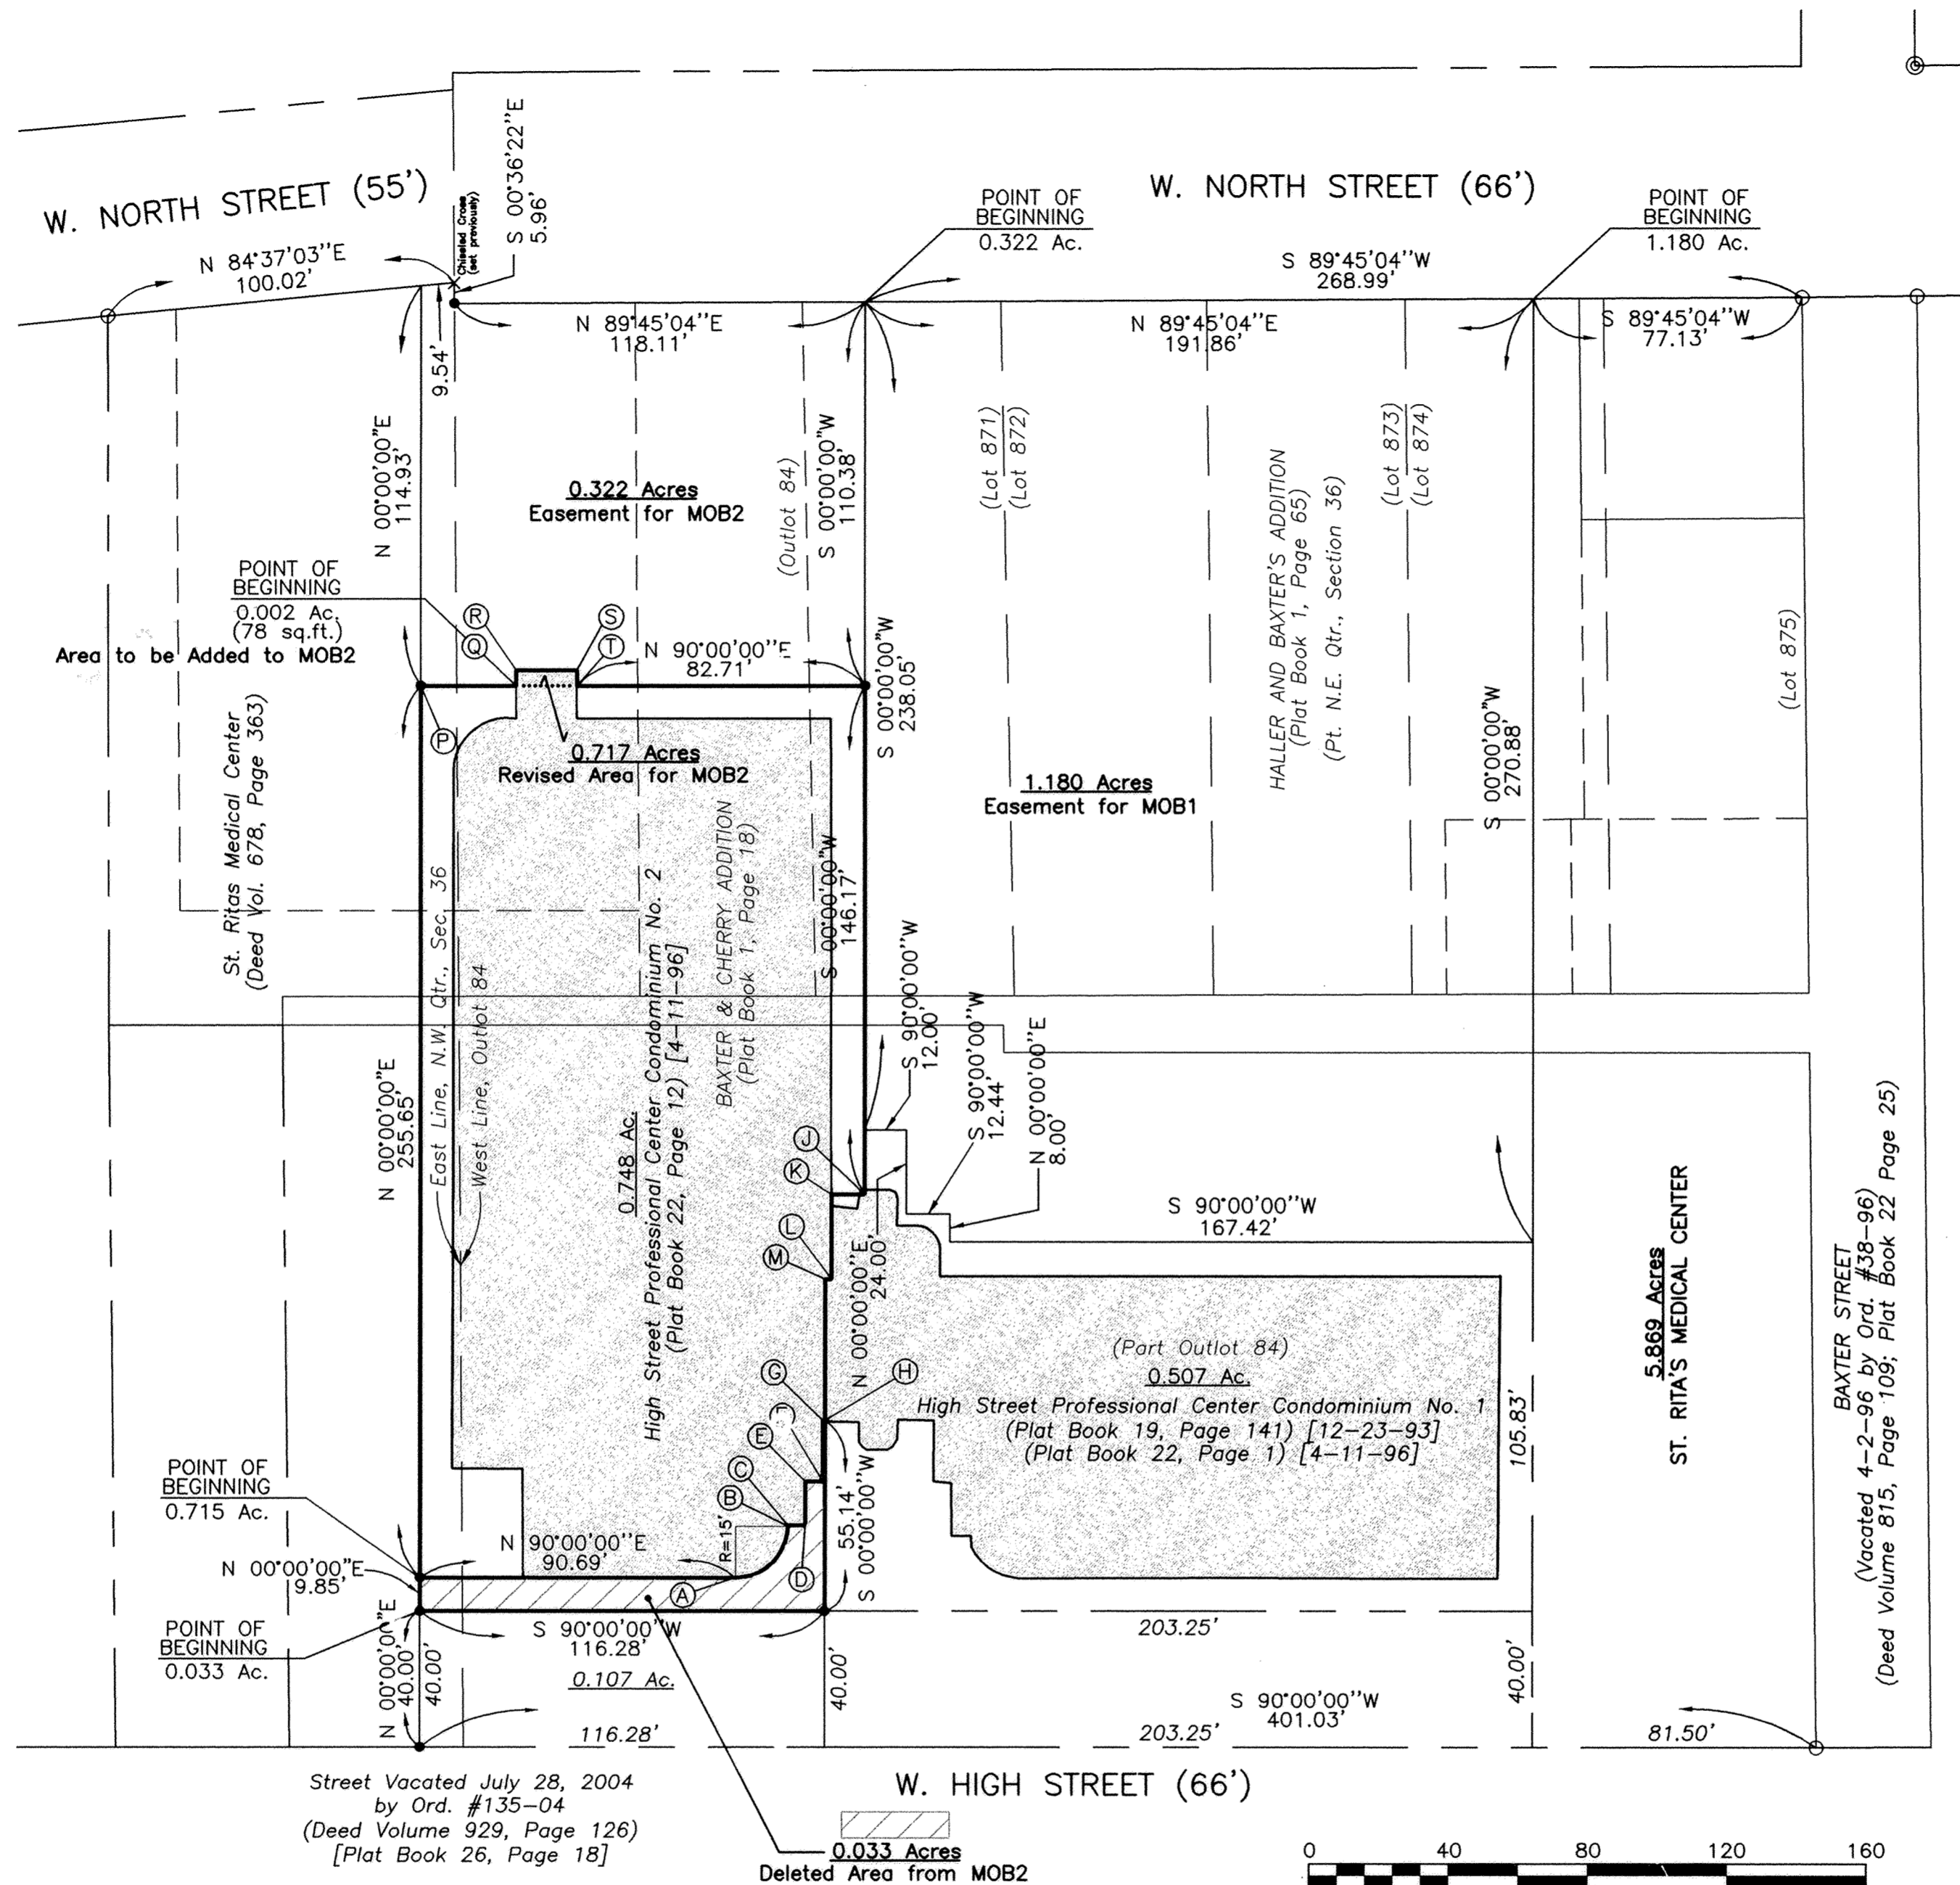 W. NORTH STREET (55')
N 84°37'03"E
100.02'
Chiseled Cross
(set previously)
S 00°36'22"E
5.96'
POINT OF
BEGINNING
0.322 Ac.
W. NORTH STREET (66')
S 89°45'04"W
268.99'
POINT OF
BEGINNING
1.180 Ac.
N 89°45'04"E
118.11'
N 89°45'04"E
191.86'
S 89°45'04"W
77.13'
9.54'
N 00°00'00"E
114.93'
0.322 Acres
Easement for MOB2
(Outlot 84)
S 00°00'00"W
110.38'
(Lot 871)
(Lot 872)
HALLER AND BAXTER'S ADDITION
(Plat Book 1, Page 65)
(Pt. N.E. Qtr., Section 36)
(Lot 873)
(Lot 874)
(Lot 875)
POINT OF
BEGINNING
0.002 Ac.
(78 sq.ft.)
Area to be Added to MOB2
R
Q
S
T
N 90°00'00"E
82.71'
S 00°00'00"W
238.05'
P
St. Ritas Medical Center
(Deed Vol. 678, Page 363)
0.717 Acres
Revised Area for MOB2
1.180 Acres
Easement for MOB1
S 00°00'00"W
270.88'
N 00°00'00"E
255.65'
East Line, N.W. Qtr., Sec. 36
West Line, Outlot 84
0.748 Ac.
High Street Professional Center Condominium No. 2
(Plat Book 22, Page 12) [4-11-96]
BAXTER & CHERRY ADDITION
(Plat Book 1, Page 18)
S 00°00'00"W
146.17'
S 90°00'00"W
12.00'
S 90°00'00"W
12.44'
N 00°00'00"E
8.00'
J
K
L
M
N 00°00'00"E
24.00'
S 90°00'00"W
167.42'
(Part Outlot 84)
0.507 Ac.
High Street Professional Center Condominium No. 1
(Plat Book 19, Page 141) [12-23-93]
(Plat Book 22, Page 1) [4-11-96]
105.83'
5.869 Acres
ST. RITA'S MEDICAL CENTER
BAXTER STREET
(Vacated 4-2-96 by Ord. #38-96)
(Deed Volume 815, Page 109; Plat Book 22 Page 25)
G
H
E
C
B
D
A
R=15'
55.14'
S 00°00'00"W
POINT OF
BEGINNING
0.715 Ac.
N 90°00'00"E
90.69'
N 00°00'00"E
9.85'
POINT OF
BEGINNING
0.033 Ac.
N 00°00'00"E
40.00'
40.00'
S 90°00'00"W
116.28'
0.107 Ac.
40.00'
203.25'
40.00'
S 90°00'00"W
401.03'
116.28'
203.25'
81.50'
Street Vacated July 28, 2004
by Ord. #135-04
(Deed Volume 929, Page 126)
[Plat Book 26, Page 18]
W. HIGH STREET (66')
0.033 Acres
Deleted Area from MOB2
0 40 80 120 160